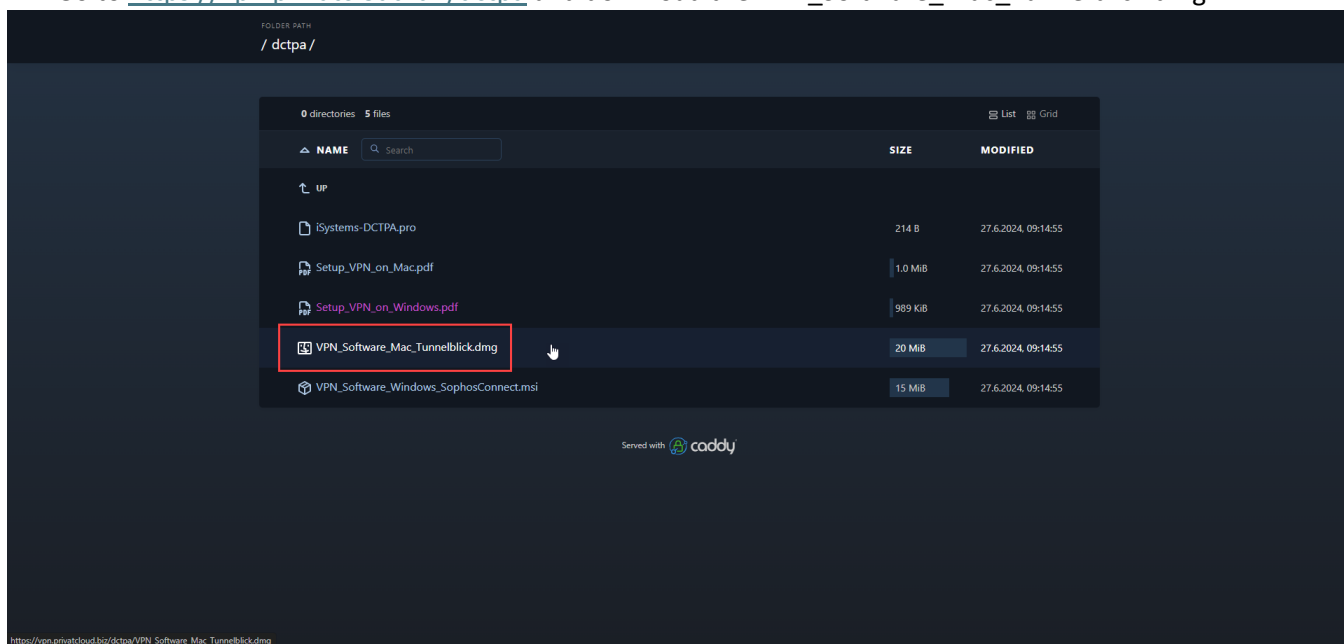 FOLDER PATH
/ dctpa /
0 directories 5 files List Grid
NAME Search SIZE MODIFIED
UP
iSystems-DCTPA.pro 214 B 27.6.2024, 09:14:55
Setup_VPN_on_Mac.pdf 1.0 MiB 27.6.2024, 09:14:55
Setup_VPN_on_Windows.pdf 989 KiB 27.6.2024, 09:14:55
VPN_Software_Mac_Tunnelblick.dmg 20 MiB 27.6.2024, 09:14:55
VPN_Software_Windows_SophosConnect.msi 15 MiB 27.6.2024, 09:14:55
Served with caddy
https://vpn.privatcloud.biz/dctpa/VPN_Software_Mac_Tunnelblick.dmg